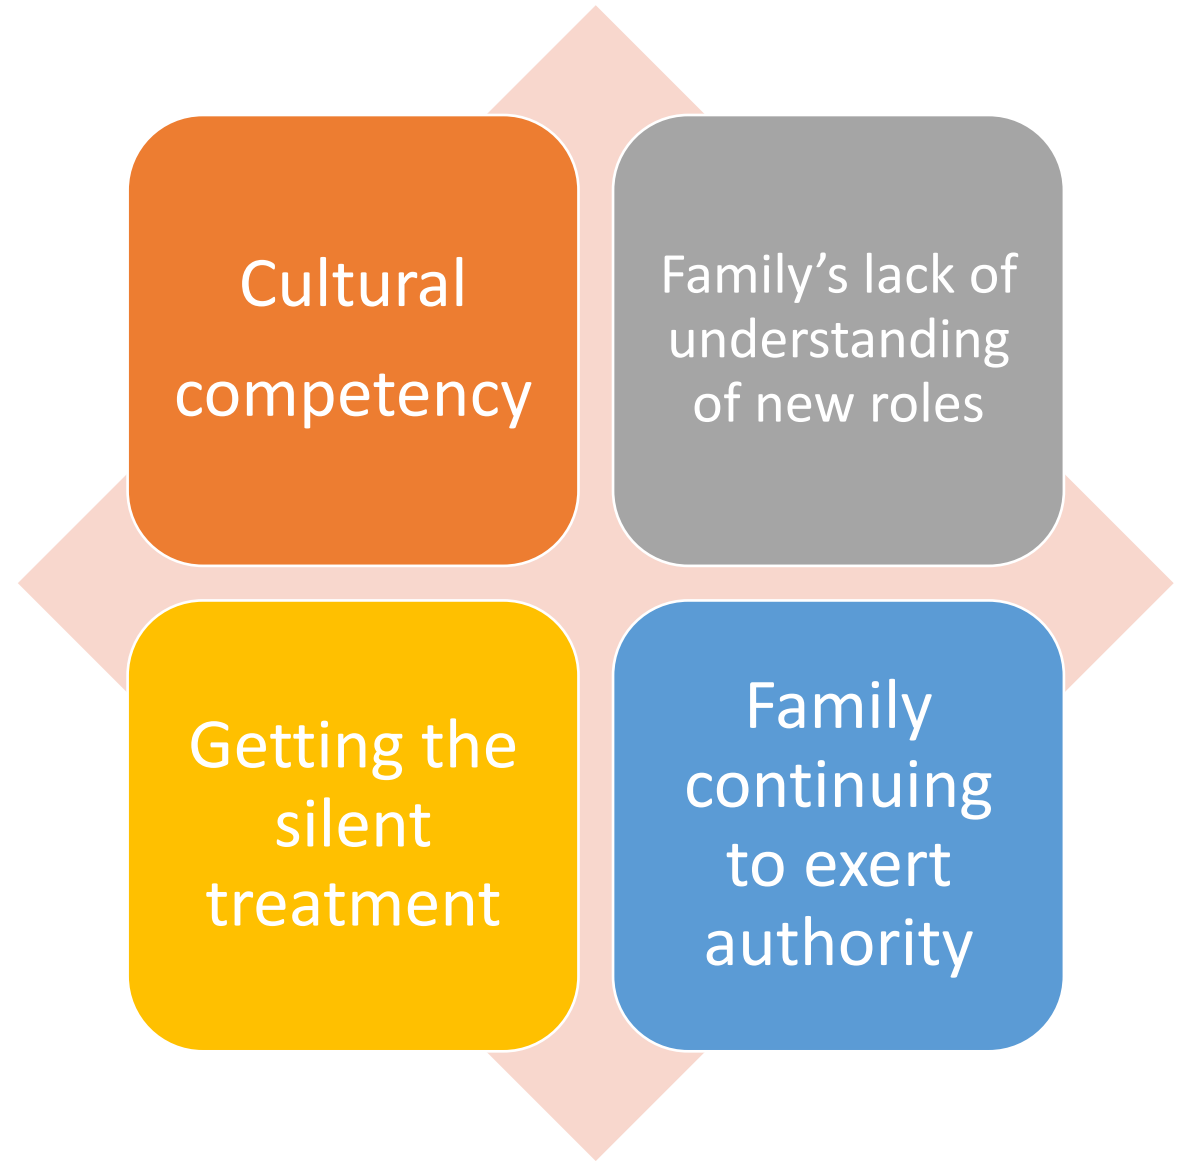 Cultural
competency
Family’s lack of
understanding
of new roles
Getting the
silent
treatment
Family
continuing
to exert
authority